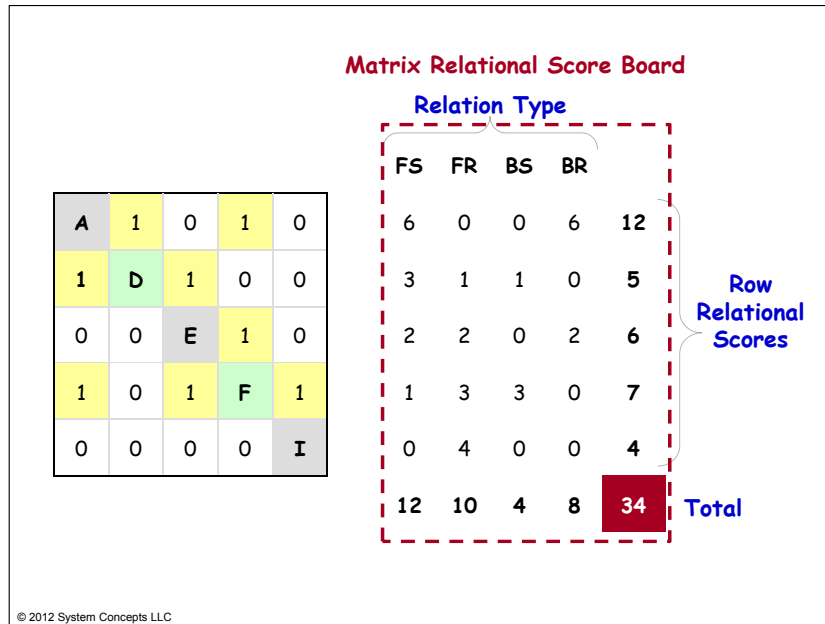 Matrix Relational Score Board
Relation Type
FS FR BS BR
A 1 0 1 0
6 0 0 6 12
1 D 1 0 0
3 1 1 0 5
0 0 E 1 0
2 2 0 2 6
1 0 1 F 1
1 3 3 0 7
0 0 0 0 I
0 4 0 0 4
Row
Relational
Scores
12 10 4 8 34 Total
© 2012 System Concepts LLC